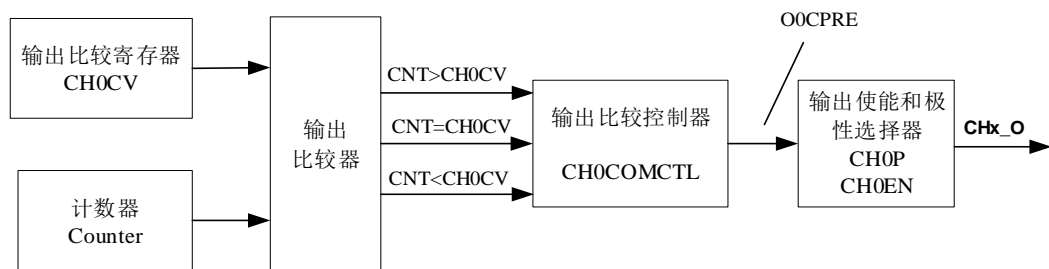 O0CPRE
输出比较寄存器
CH0CV
计数器
Counter
输出
比较器
CNT>CH0CV
CNT=CH0CV
CNT<CH0CV
输出比较控制器
CH0COMCTL
输出使能和极
性选择器
CH0P
CH0EN
CHx_O